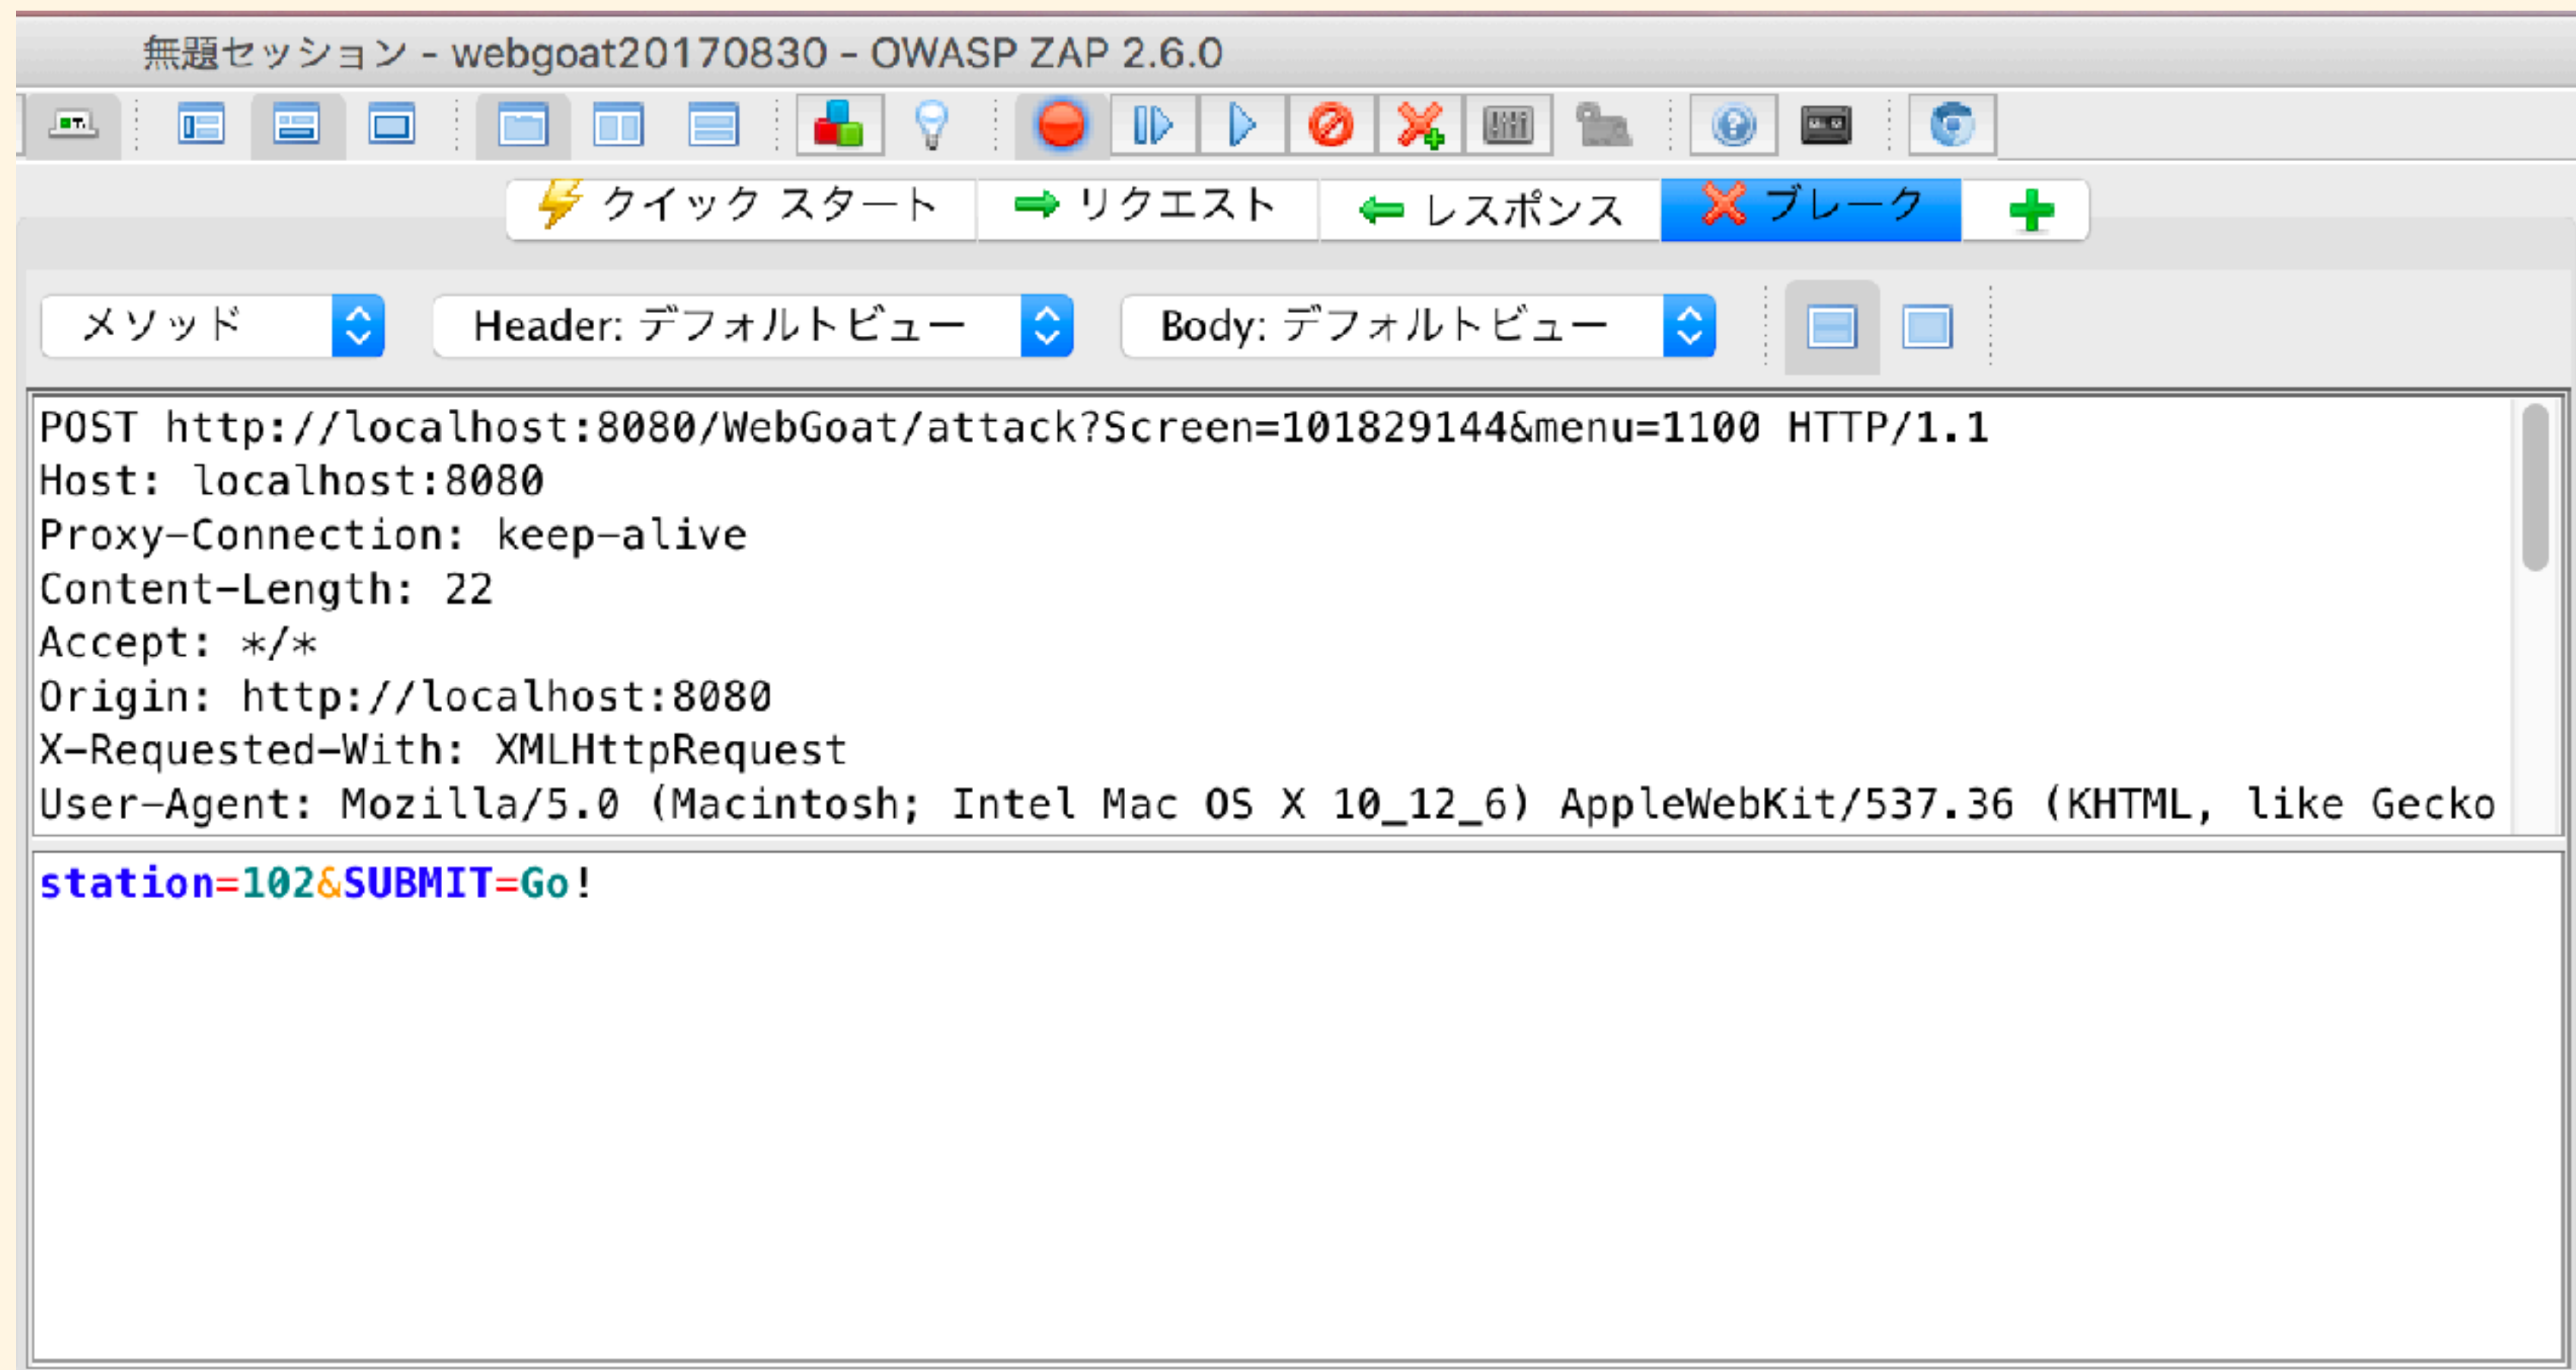 無題セッション - webgoat20170830 - OWASP ZAP 2.6.0
クイック スタート リクエスト レスポンス ブレーク
メソッド Header: デフォルトビュー Body: デフォルトビュー
POST http://localhost:8080/WebGoat/attack?Screen=101829144&menu=1100 HTTP/1.1
Host: localhost:8080
Proxy-Connection: keep-alive
Content-Length: 22
Accept: */*
Origin: http://localhost:8080
X-Requested-With: XMLHttpRequest
User-Agent: Mozilla/5.0 (Macintosh; Intel Mac OS X 10_12_6) AppleWebKit/537.36 (KHTML, like Gecko
station=102&SUBMIT=Go!